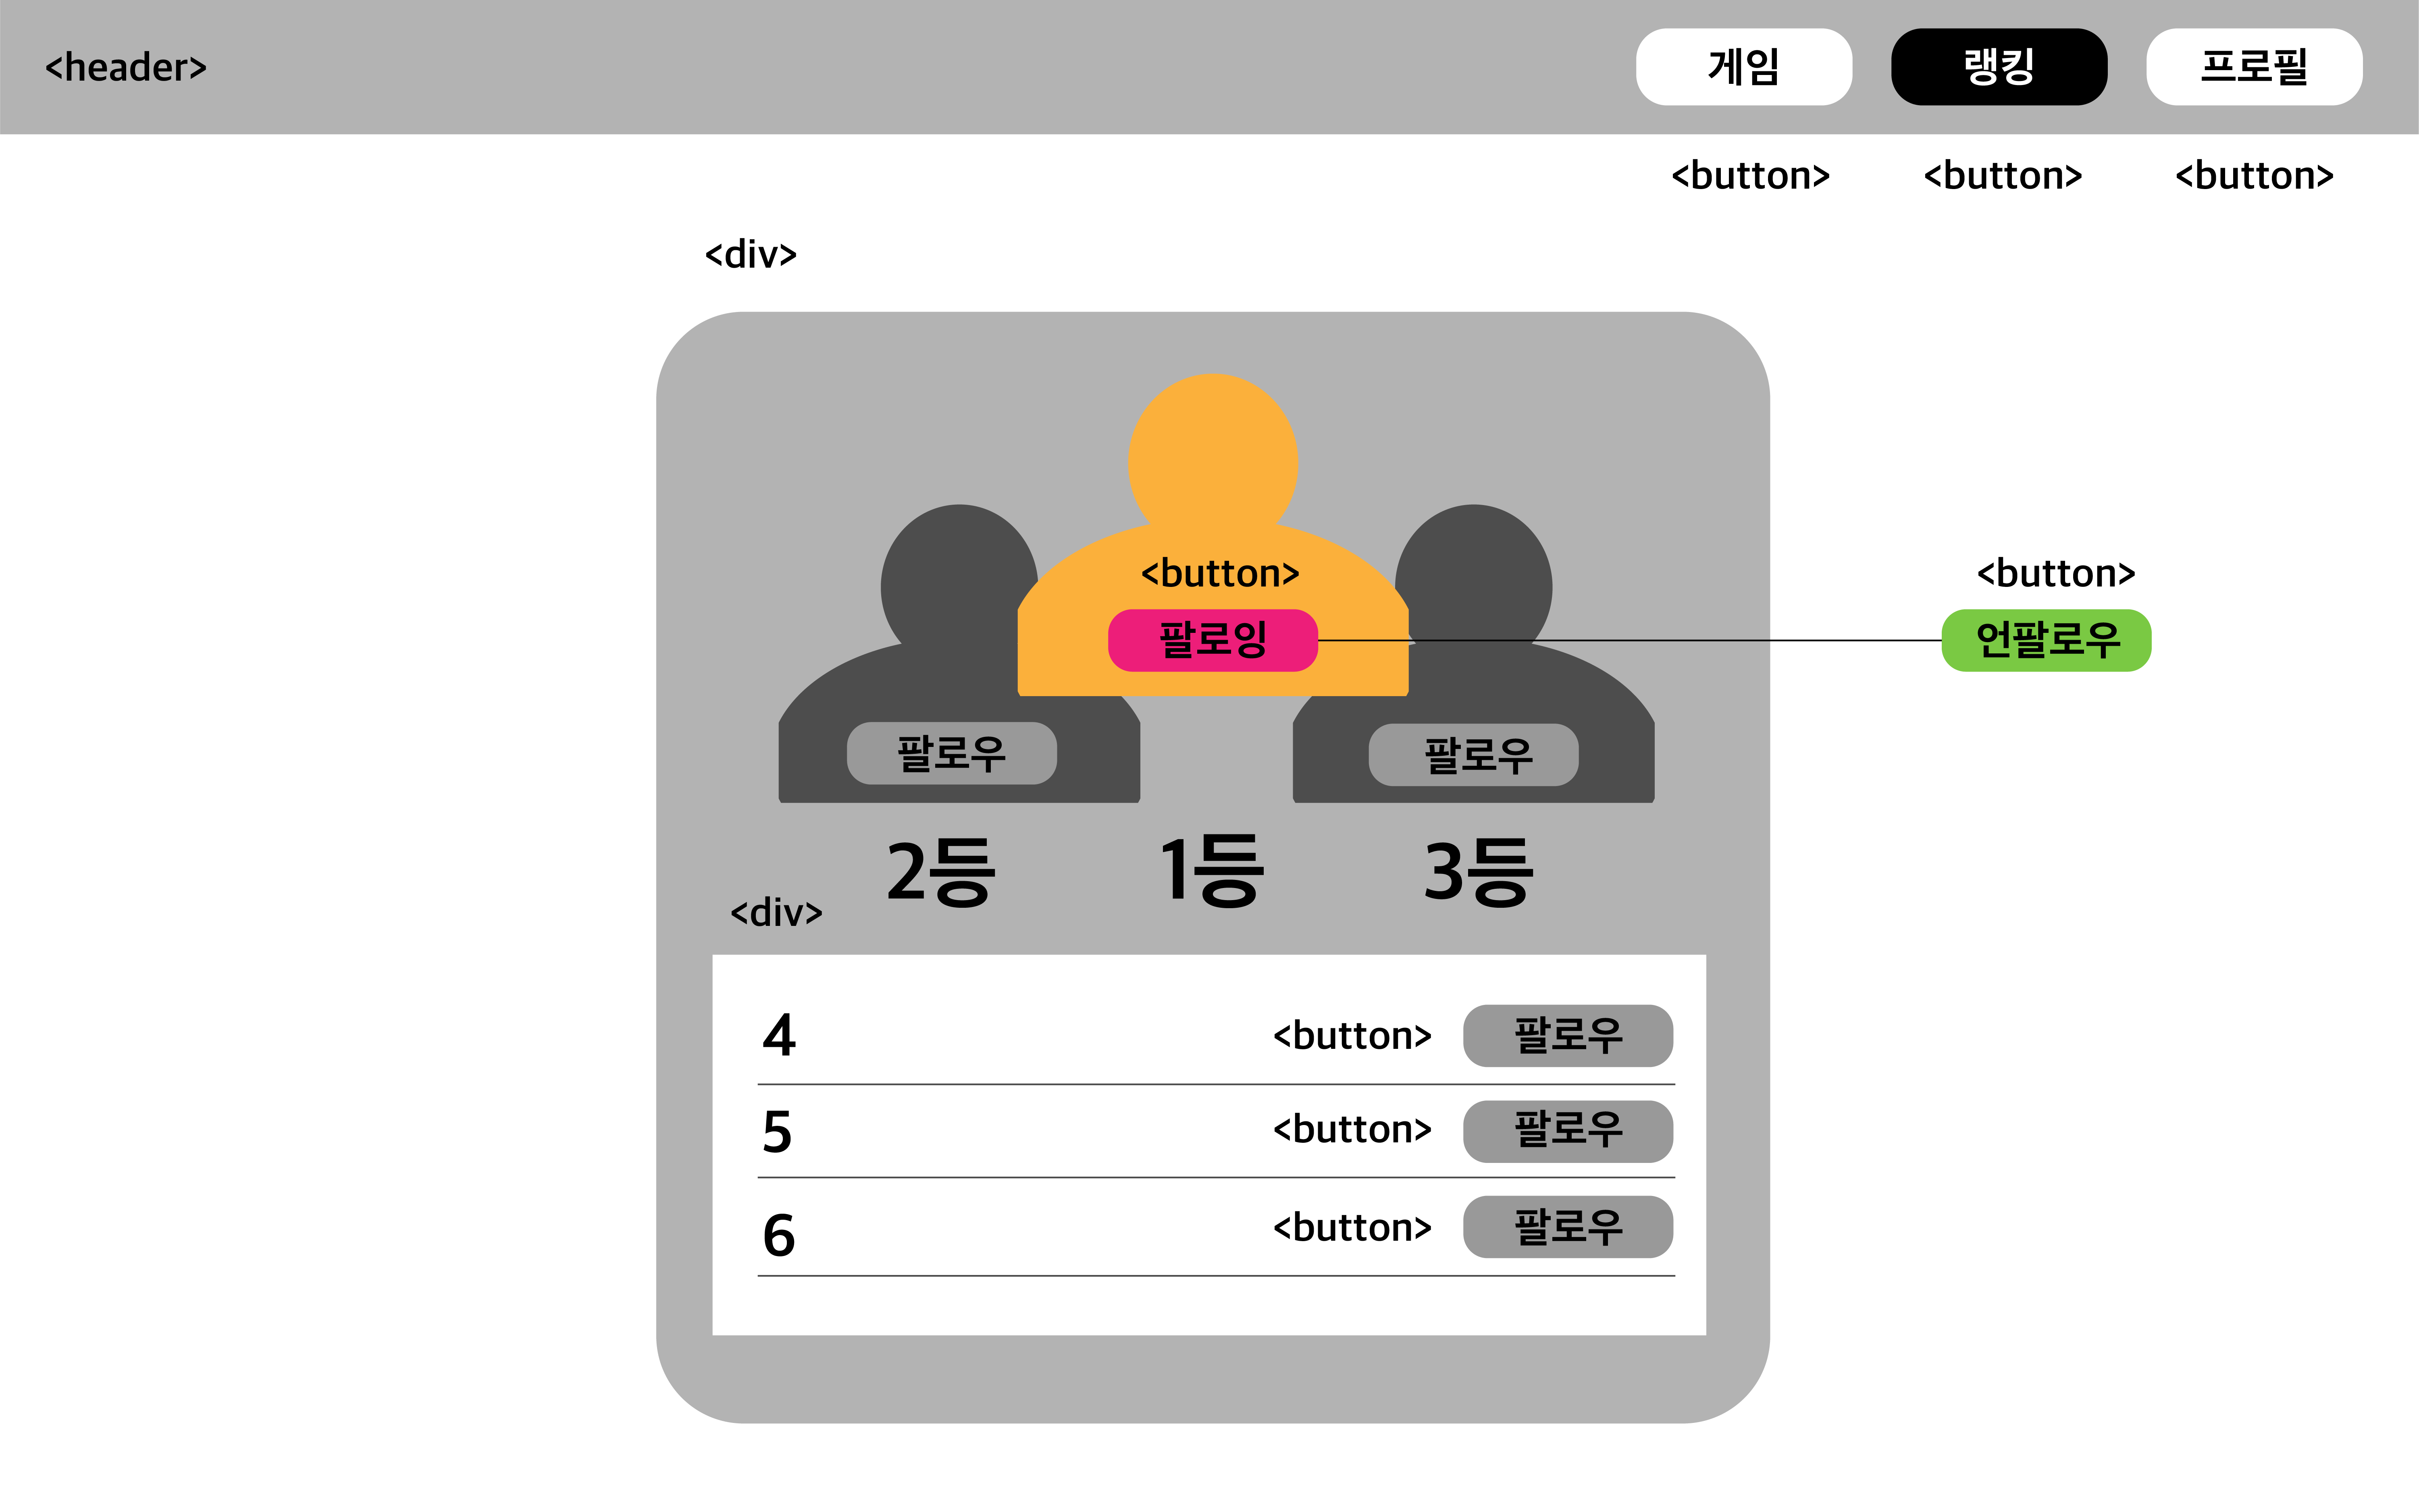 <header>
게임
랭킹
프로필
<button>
<button>
<button>
<div>
<button>
팔로잉
<button>
언팔로우
팔로우
팔로우
2등
1등
3등
<div>
4
<button>
팔로우
5
<button>
팔로우
6
<button>
팔로우